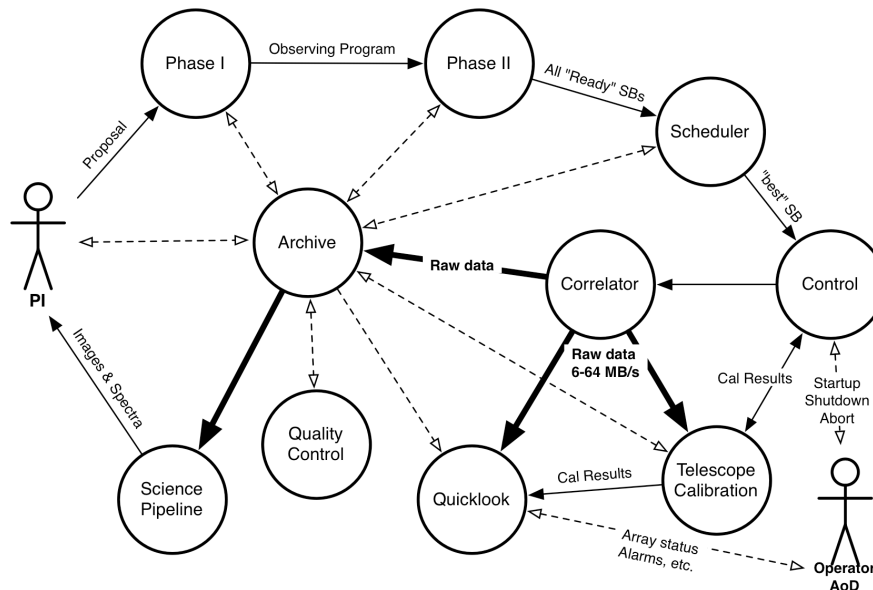 Observing Program
Phase I
Phase II
All "Ready" SBs
Proposal
Scheduler
"best" SB
Archive
Raw data
Correlator
Control
PI
Raw data
6-64 MB/s
Images & Spectra
Cal Results
Startup
Shutdown
Abort
Quality
Control
Science
Pipeline
Quicklook
Cal Results
Telescope
Calibration
Array status
Alarms, etc.
Operator
AoD